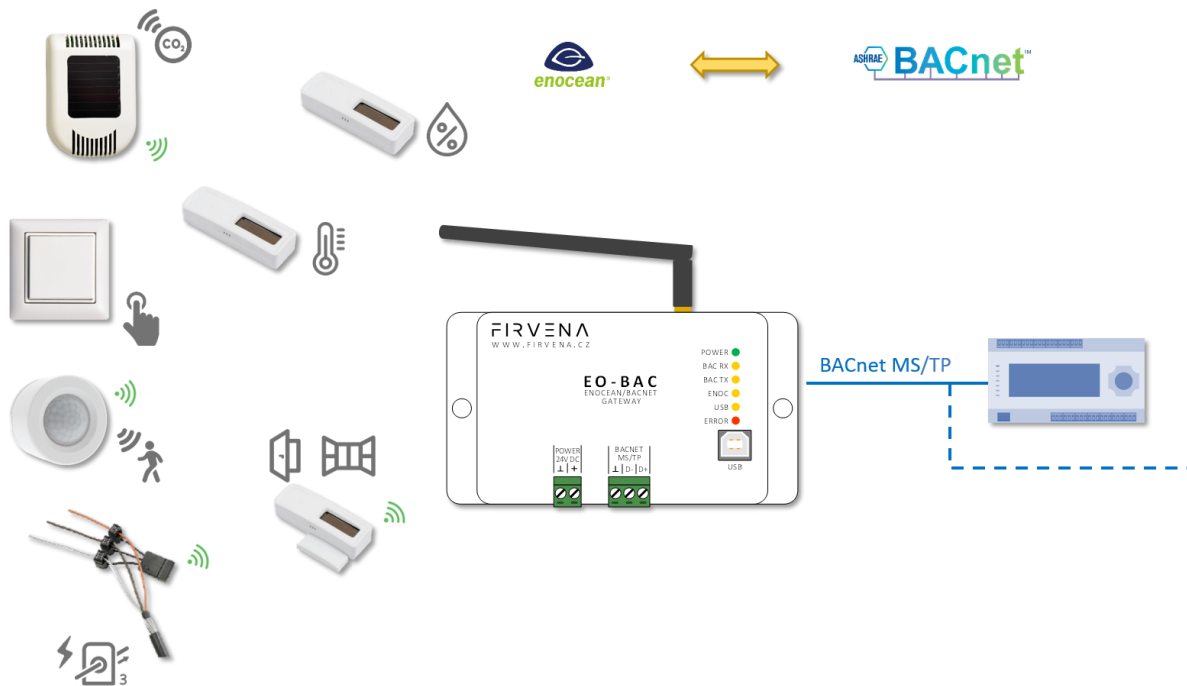 CO₂
enocean®
ASHRAE BACnet™
%
FIRVENA
WWW.FIRVENA.CZ
EO-BAC
ENOCEAN/BACNET
GATEWAY
POWER
BAC RX
BAC TX
ENOC
USB
ERROR
USB
POWER
24V DC
⊥ +
BACNET
MS/TP
⊥ D- D+
BACnet MS/TP
3